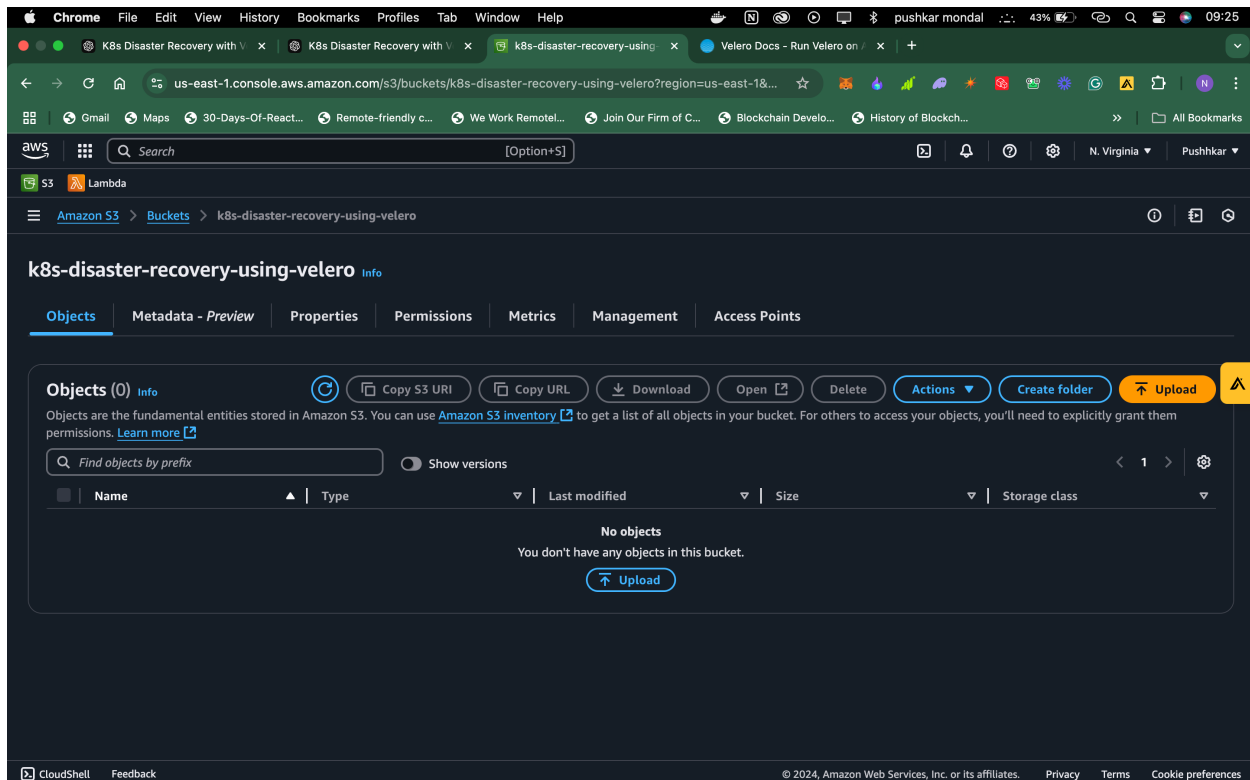 Chrome File Edit View History Bookmarks Profiles Tab Window Help pushkar mondal 43% 09:25
K8s Disaster Recovery with V K8s Disaster Recovery with V k8s-disaster-recovery-using- Velero Docs - Run Velero on A
us-east-1.console.aws.amazon.com/s3/buckets/k8s-disaster-recovery-using-velero?region=us-east-1&... N
Gmail Maps 30-Days-Of-React... Remote-friendly c... We Work Remotel... Join Our Firm of C... Blockchain Develo... History of Blockch... » All Bookmarks
aws Search [Option+S] N. Virginia Pushhkar
S3 Lambda
Amazon S3 > Buckets > k8s-disaster-recovery-using-velero
k8s-disaster-recovery-using-velero Info
Objects Metadata - Preview Properties Permissions Metrics Management Access Points
Objects (0) Info Copy S3 URI Copy URL Download Open Delete Actions Create folder Upload
Objects are the fundamental entities stored in Amazon S3. You can use Amazon S3 inventory to get a list of all objects in your bucket. For others to access your objects, you'll need to explicitly grant them
permissions. Learn more
Find objects by prefix Show versions < 1 >
Name Type Last modified Size Storage class
No objects
You don't have any objects in this bucket.
Upload
CloudShell Feedback © 2024, Amazon Web Services, Inc. or its affiliates. Privacy Terms Cookie preferences